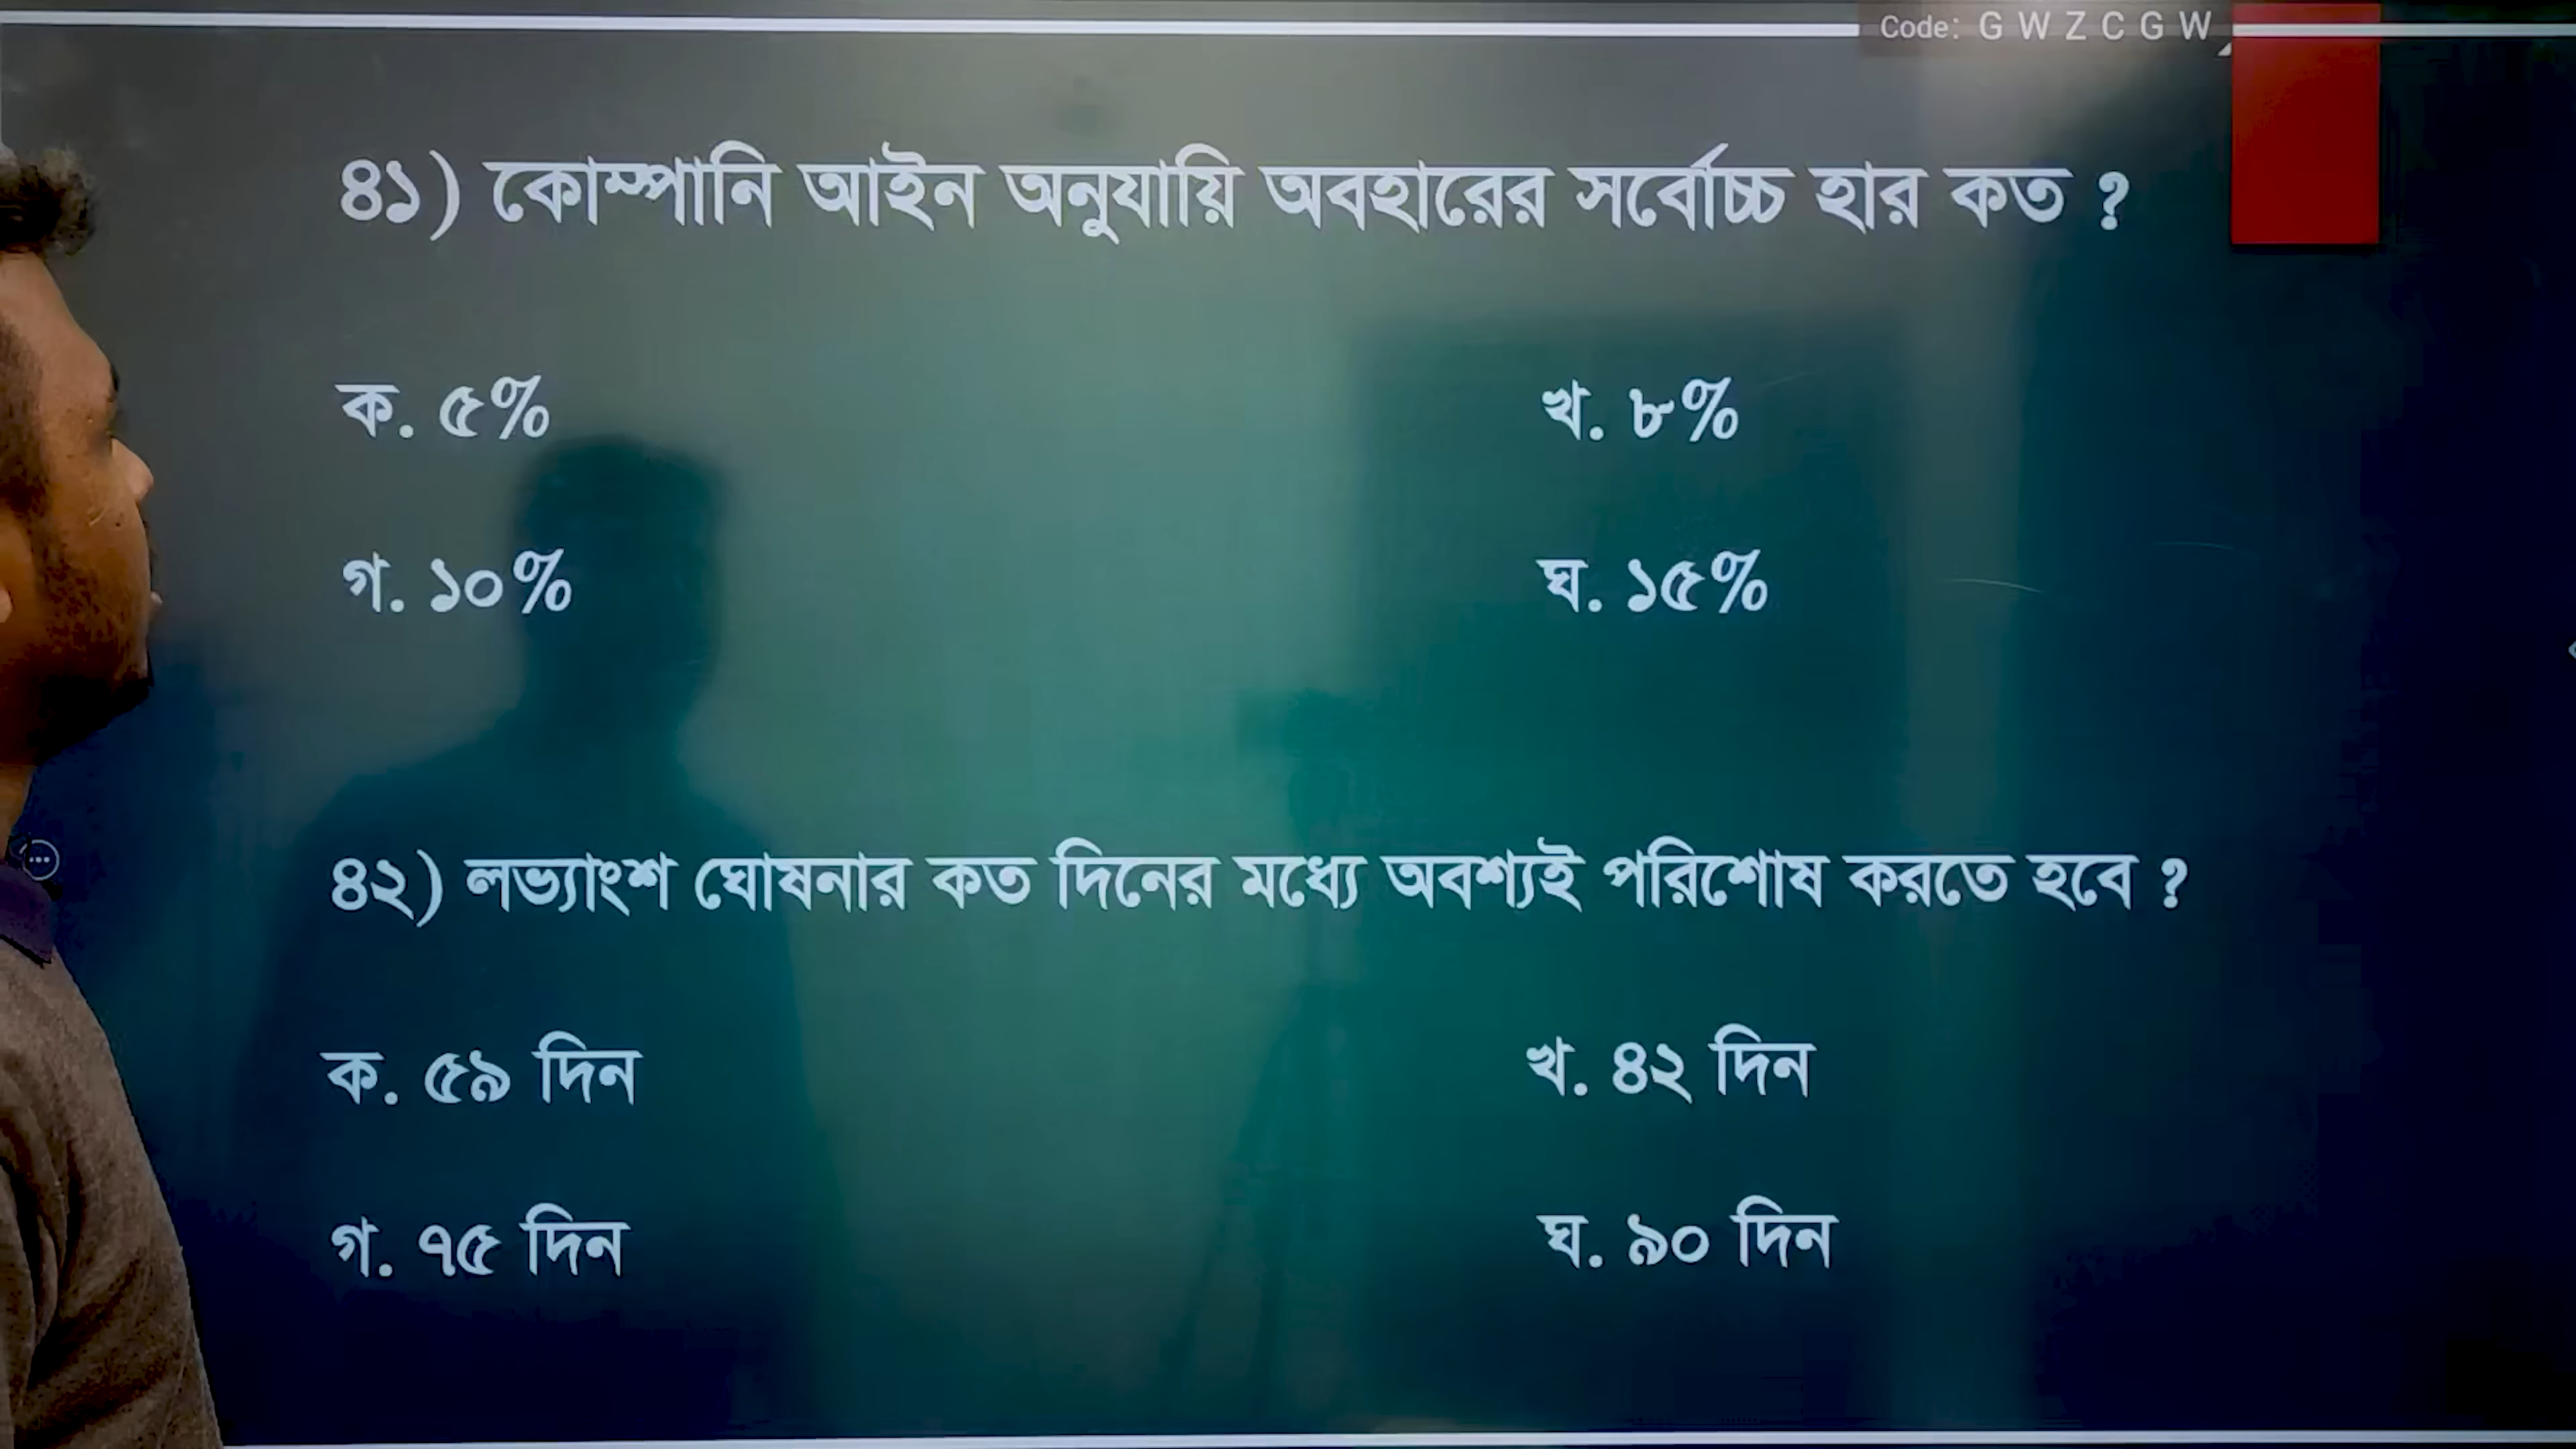 Code: G W Z C G W
৪১) কোম্পানি আইন অনুযায়ি অবহারের সর্বোচ্চ হার কত ?
ক. ৫%
খ. ৮%
গ. ১০%
ঘ. ১৫%
৪২) লভ্যাংশ ঘোষনার কত দিনের মধ্যে অবশ্যই পরিশোষ করতে হবে ?
ক. ৫৯ দিন
খ. ৪২ দিন
গ. ৭৫ দিন
ঘ. ৯০ দিন